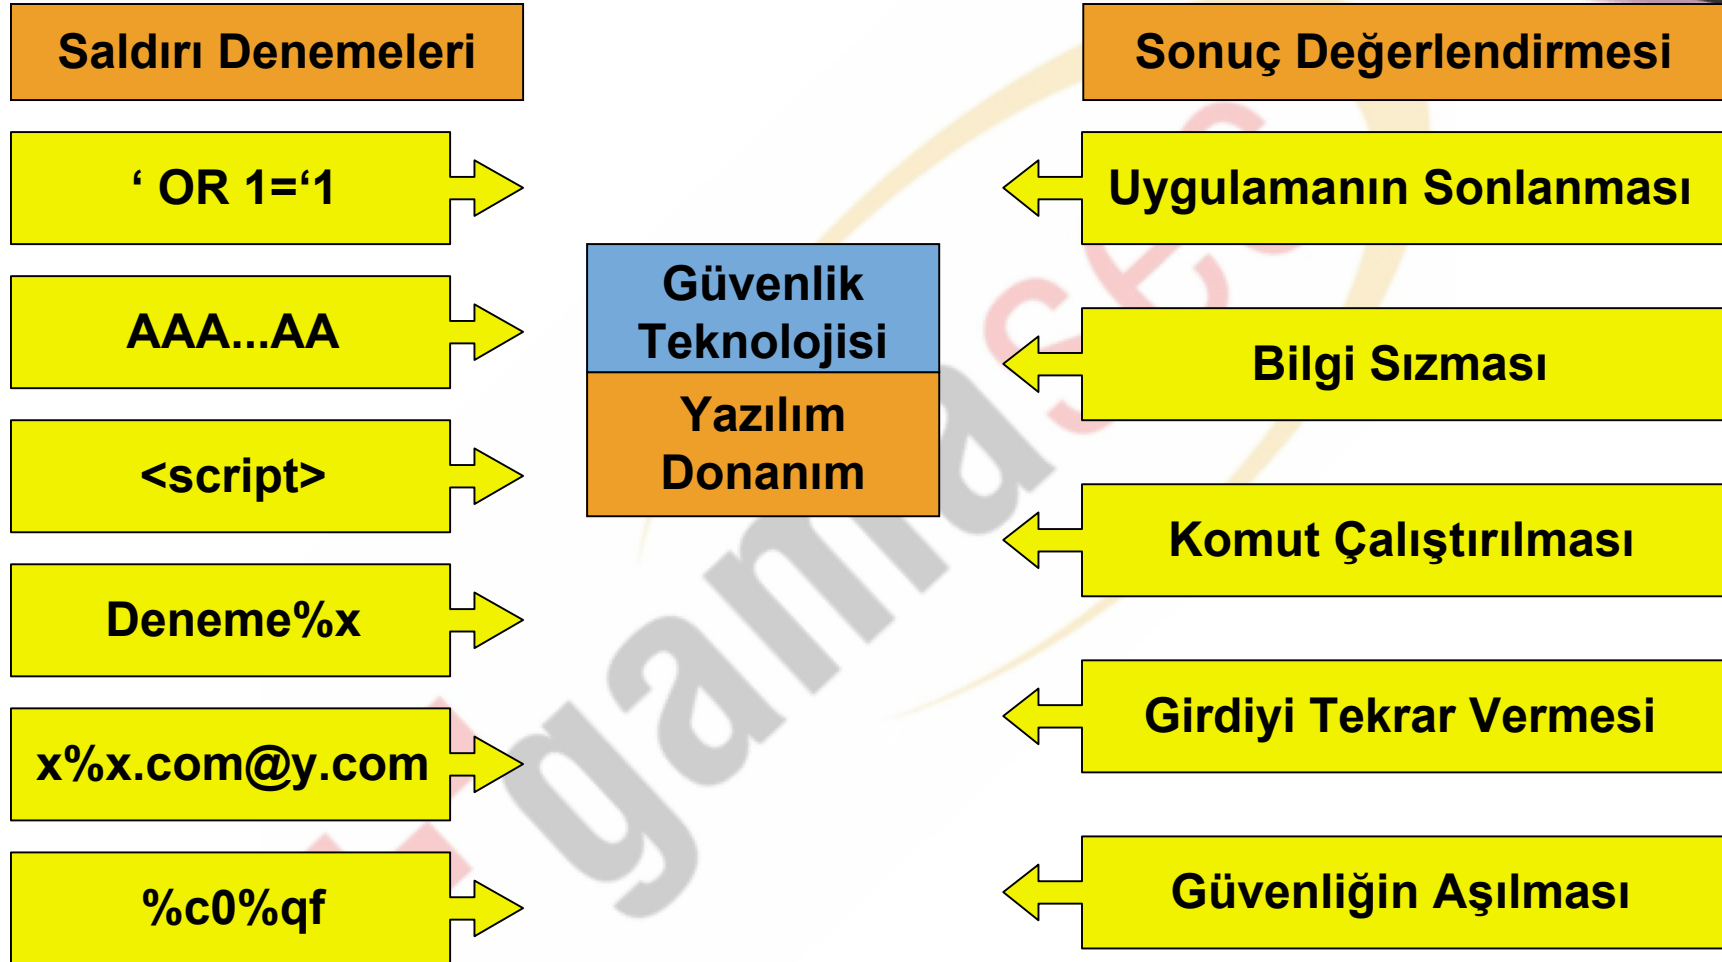 Saldırı Denemeleri
‘ OR 1=‘1
AAA...AA
<script>
Deneme%x
x%x.com@y.com
%c0%qf
Güvenlik
Teknolojisi
Yazılım
Donanım
Sonuç Değerlendirmesi
Uygulamanın Sonlanması
Bilgi Sızması
Komut Çalıştırılması
Girdiyi Tekrar Vermesi
Güvenliğin Aşılması